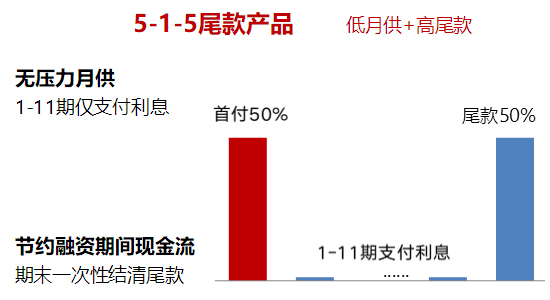 5-1-5尾款产品
低月供+高尾款
无压力月供
1-11期仅支付利息
首付50%
尾款50%
节约融资期间现金流
期末一次性结清尾款
1-11期支付利息
……